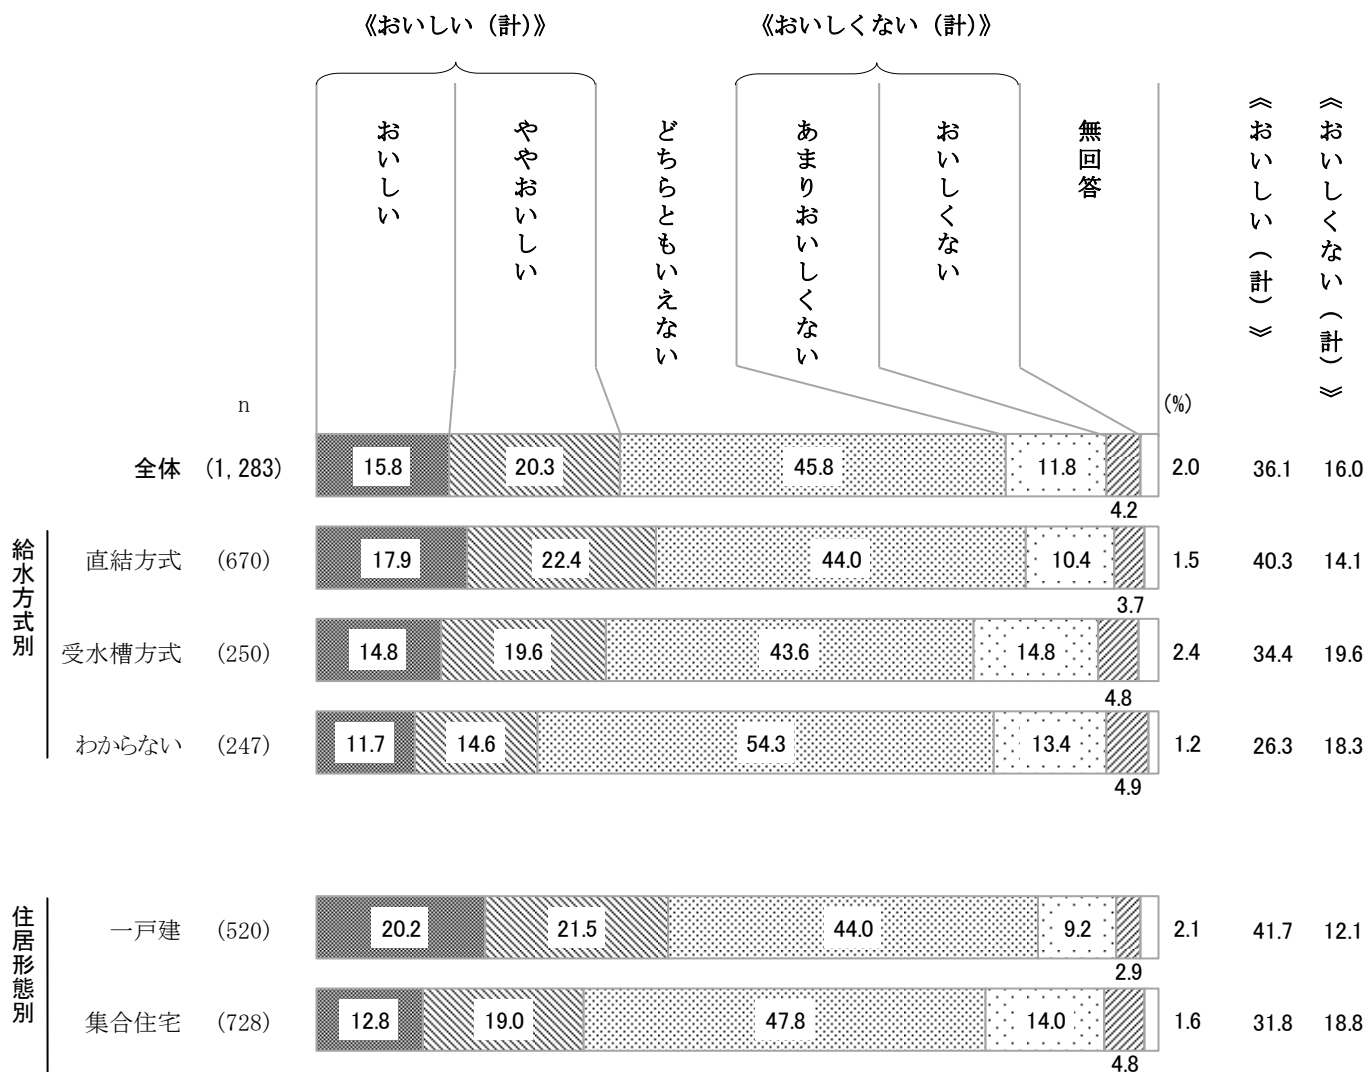 《おいしい（計）》 《おいしくない（計）》
おいしい
ややおいしい
どちらともいえない
あまりおいしくない
おいしくない
無回答
《おいしい（計）》
《おいしくない（計）》
n (%)
全体 (1,283) 15.8 20.3 45.8 11.8 2.0 36.1 16.0
4.2
給水方式別
直結方式 (670) 17.9 22.4 44.0 10.4 1.5 40.3 14.1
3.7
受水槽方式 (250) 14.8 19.6 43.6 14.8 2.4 34.4 19.6
4.8
わからない (247) 11.7 14.6 54.3 13.4 1.2 26.3 18.3
4.9
住居形態別
一戸建 (520) 20.2 21.5 44.0 9.2 2.1 41.7 12.1
2.9
集合住宅 (728) 12.8 19.0 47.8 14.0 1.6 31.8 18.8
4.8